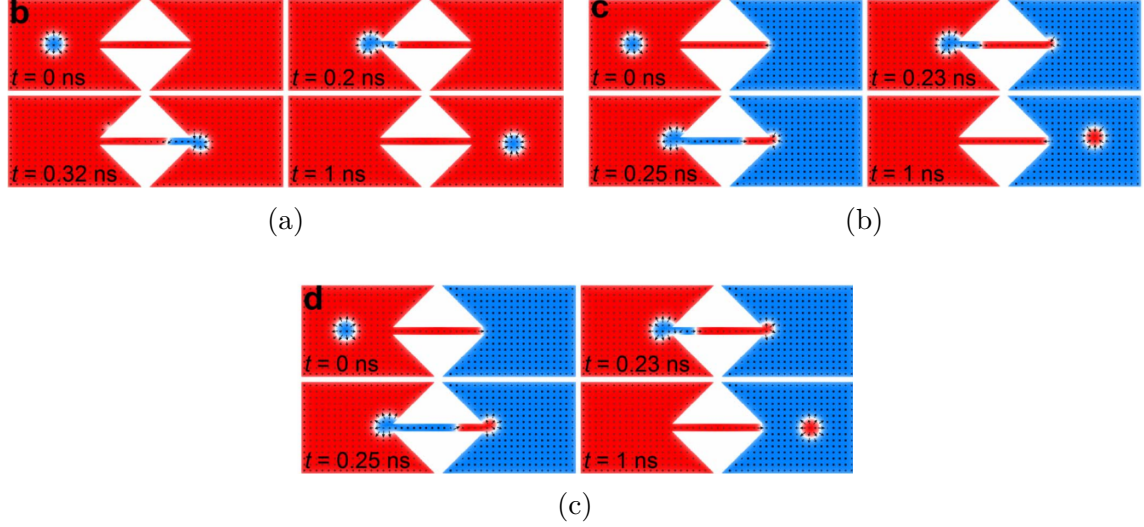 b
c
t = 0 ns
t = 0.2 ns
t = 0 ns
t = 0.23 ns
t = 0.32 ns
t = 1 ns
t = 0.25 ns
t = 1 ns
(a)
(b)
d
t = 0 ns
t = 0.23 ns
t = 0.25 ns
t = 1 ns
(c)